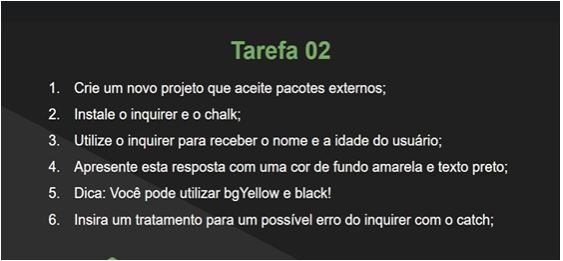 Tarefa 02
1. Crie um novo projeto que aceite pacotes externos;
2. Instale o inquirer e o chalk;
3. Utilize o inquirer para receber o nome e a idade do usuário;
4. Apresente esta resposta com uma cor de fundo amarela e texto preto;
5. Dica: Você pode utilizar bgYellow e black!
6. Insira um tratamento para um possível erro do inquirer com o catch;